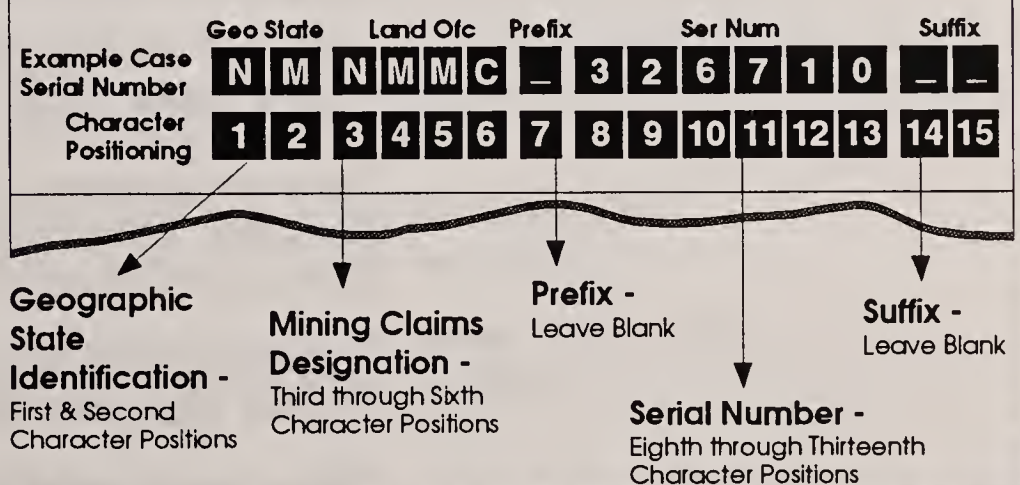 Geo State Land Ofc Prefix Ser Num Suffix
Example Case
Serial Number
N M N M M C _ 3 2 6 7 1 0 _ _
Character
Positioning
1 2 3 4 5 6 7 8 9 10 11 12 13 14 15
Geographic
State
Identification -
First & Second
Character Positions
Mining Claims
Designation -
Third through Sixth
Character Positions
Prefix -
Leave Blank
Serial Number -
Eighth through Thirteenth
Character Positions
Suffix -
Leave Blank